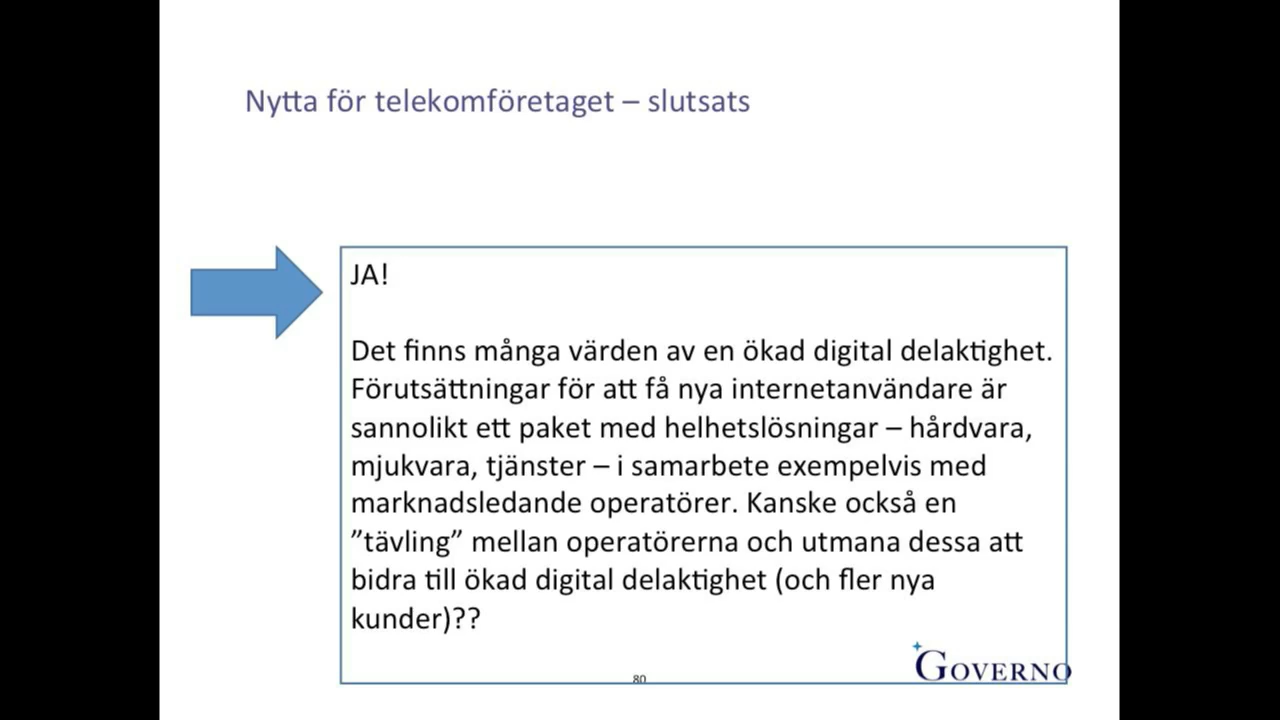 Nytta för telekomföretaget – slutsats
JA!
Det finns många värden av en ökad digital delaktighet.
Förutsättningar för att få nya internetanvändare är
sannolikt ett paket med helhetslösningar – hårdvara,
mjukvara, tjänster – i samarbete exempelvis med
marknadsledande operatörer. Kanske också en
”tävling” mellan operatörerna och utmana dessa att
bidra till ökad digital delaktighet (och fler nya
kunder)??
GOVERNO
80